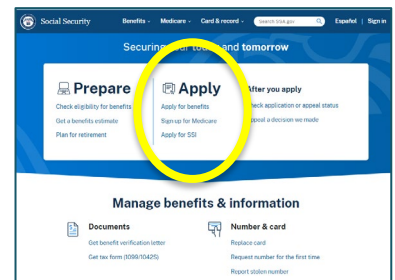 Social Security
Benefits Medicare Card & record Search SSA.gov Español | Sign in
Securing your today and tomorrow
Prepare
Check eligibility for benefits
Get a benefits estimate
Plan for retirement
Apply
Apply for benefits
Sign up for Medicare
Apply for SSI
After you apply
Check application or appeal status
Appeal a decision we made
Manage benefits & information
Documents
Get benefit verification letter
Get tax form (1099/1042S)
Number & card
Replace card
Request number for the first time
Report stolen number